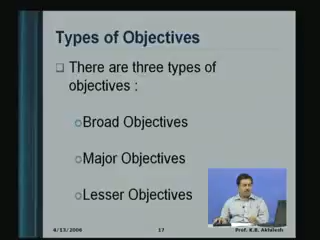 Types of Objectives
There are three types of
objectives :
Broad Objectives
Major Objectives
Lesser Objectives
6/13/2006 17 Prof. K.B. Akhilesh